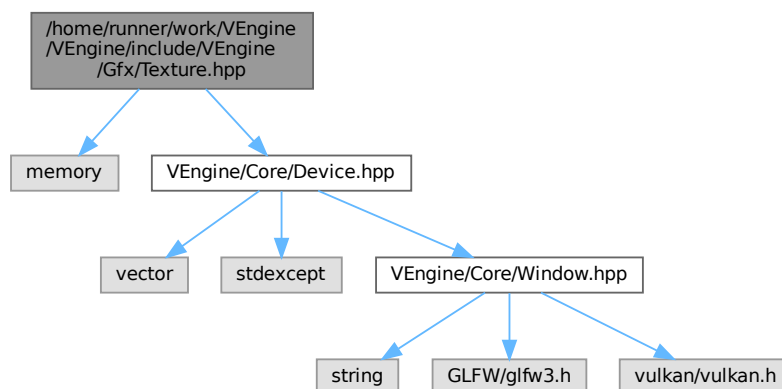 /home/runner/work/VEngine
/VEngine/include/VEngine
/Gfx/Texture.hpp
memory
VEngine/Core/Device.hpp
vector
stdexcept
VEngine/Core/Window.hpp
string
GLFW/glfw3.h
vulkan/vulkan.h